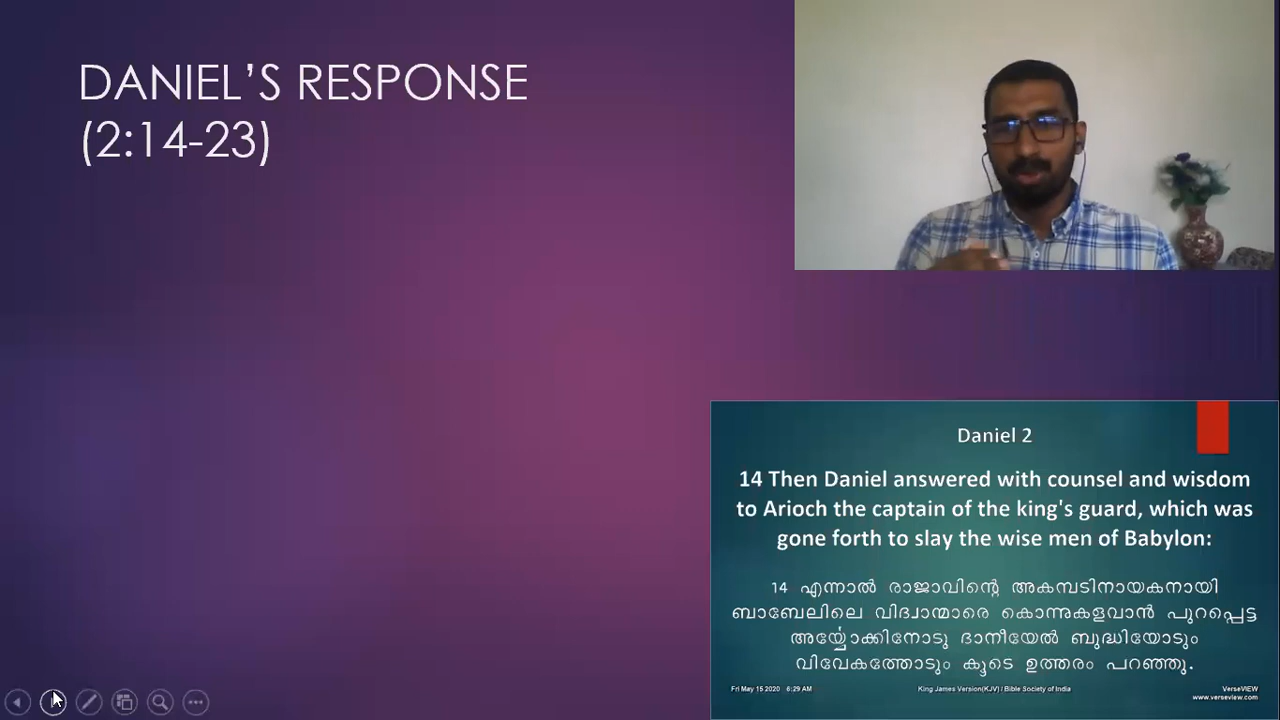 DANIEL’S RESPONSE
(2:14-23)
Daniel 2
14 Then Daniel answered with counsel and wisdom
to Arioch the captain of the king's guard, which was
gone forth to slay the wise men of Babylon:
14 എന്നാൽ രാജാവിന്റെ അകമ്പടിനായകനായി
ബാബേലിലെ വിദ്വാന്മാരെ കൊന്നുകളവാൻ പുറപ്പെട്ട
അര്യ്യോക്കിനോടു ദാനീയേൽ ബുദ്ധിയോടും
വിവേകത്തോടും കൂടെ ഉത്തരം പറഞ്ഞു.
Fri May 15 2020 6:29 AM King James Version(KJV) / Bible Society of India VerseVIEW
www.verseview.com